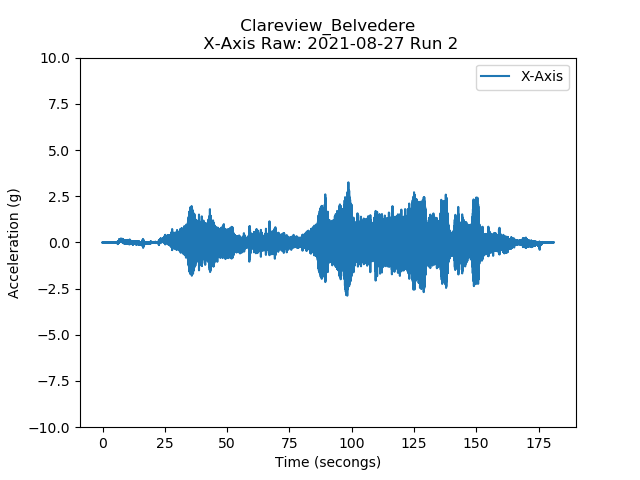 Clareview_Belvedere
X-Axis Raw: 2021-08-27 Run 2
X-Axis
10.0
7.5
5.0
2.5
0.0
−2.5
−5.0
−7.5
−10.0
Acceleration (g)
0 25 50 75 100 125 150 175
Time (secongs)